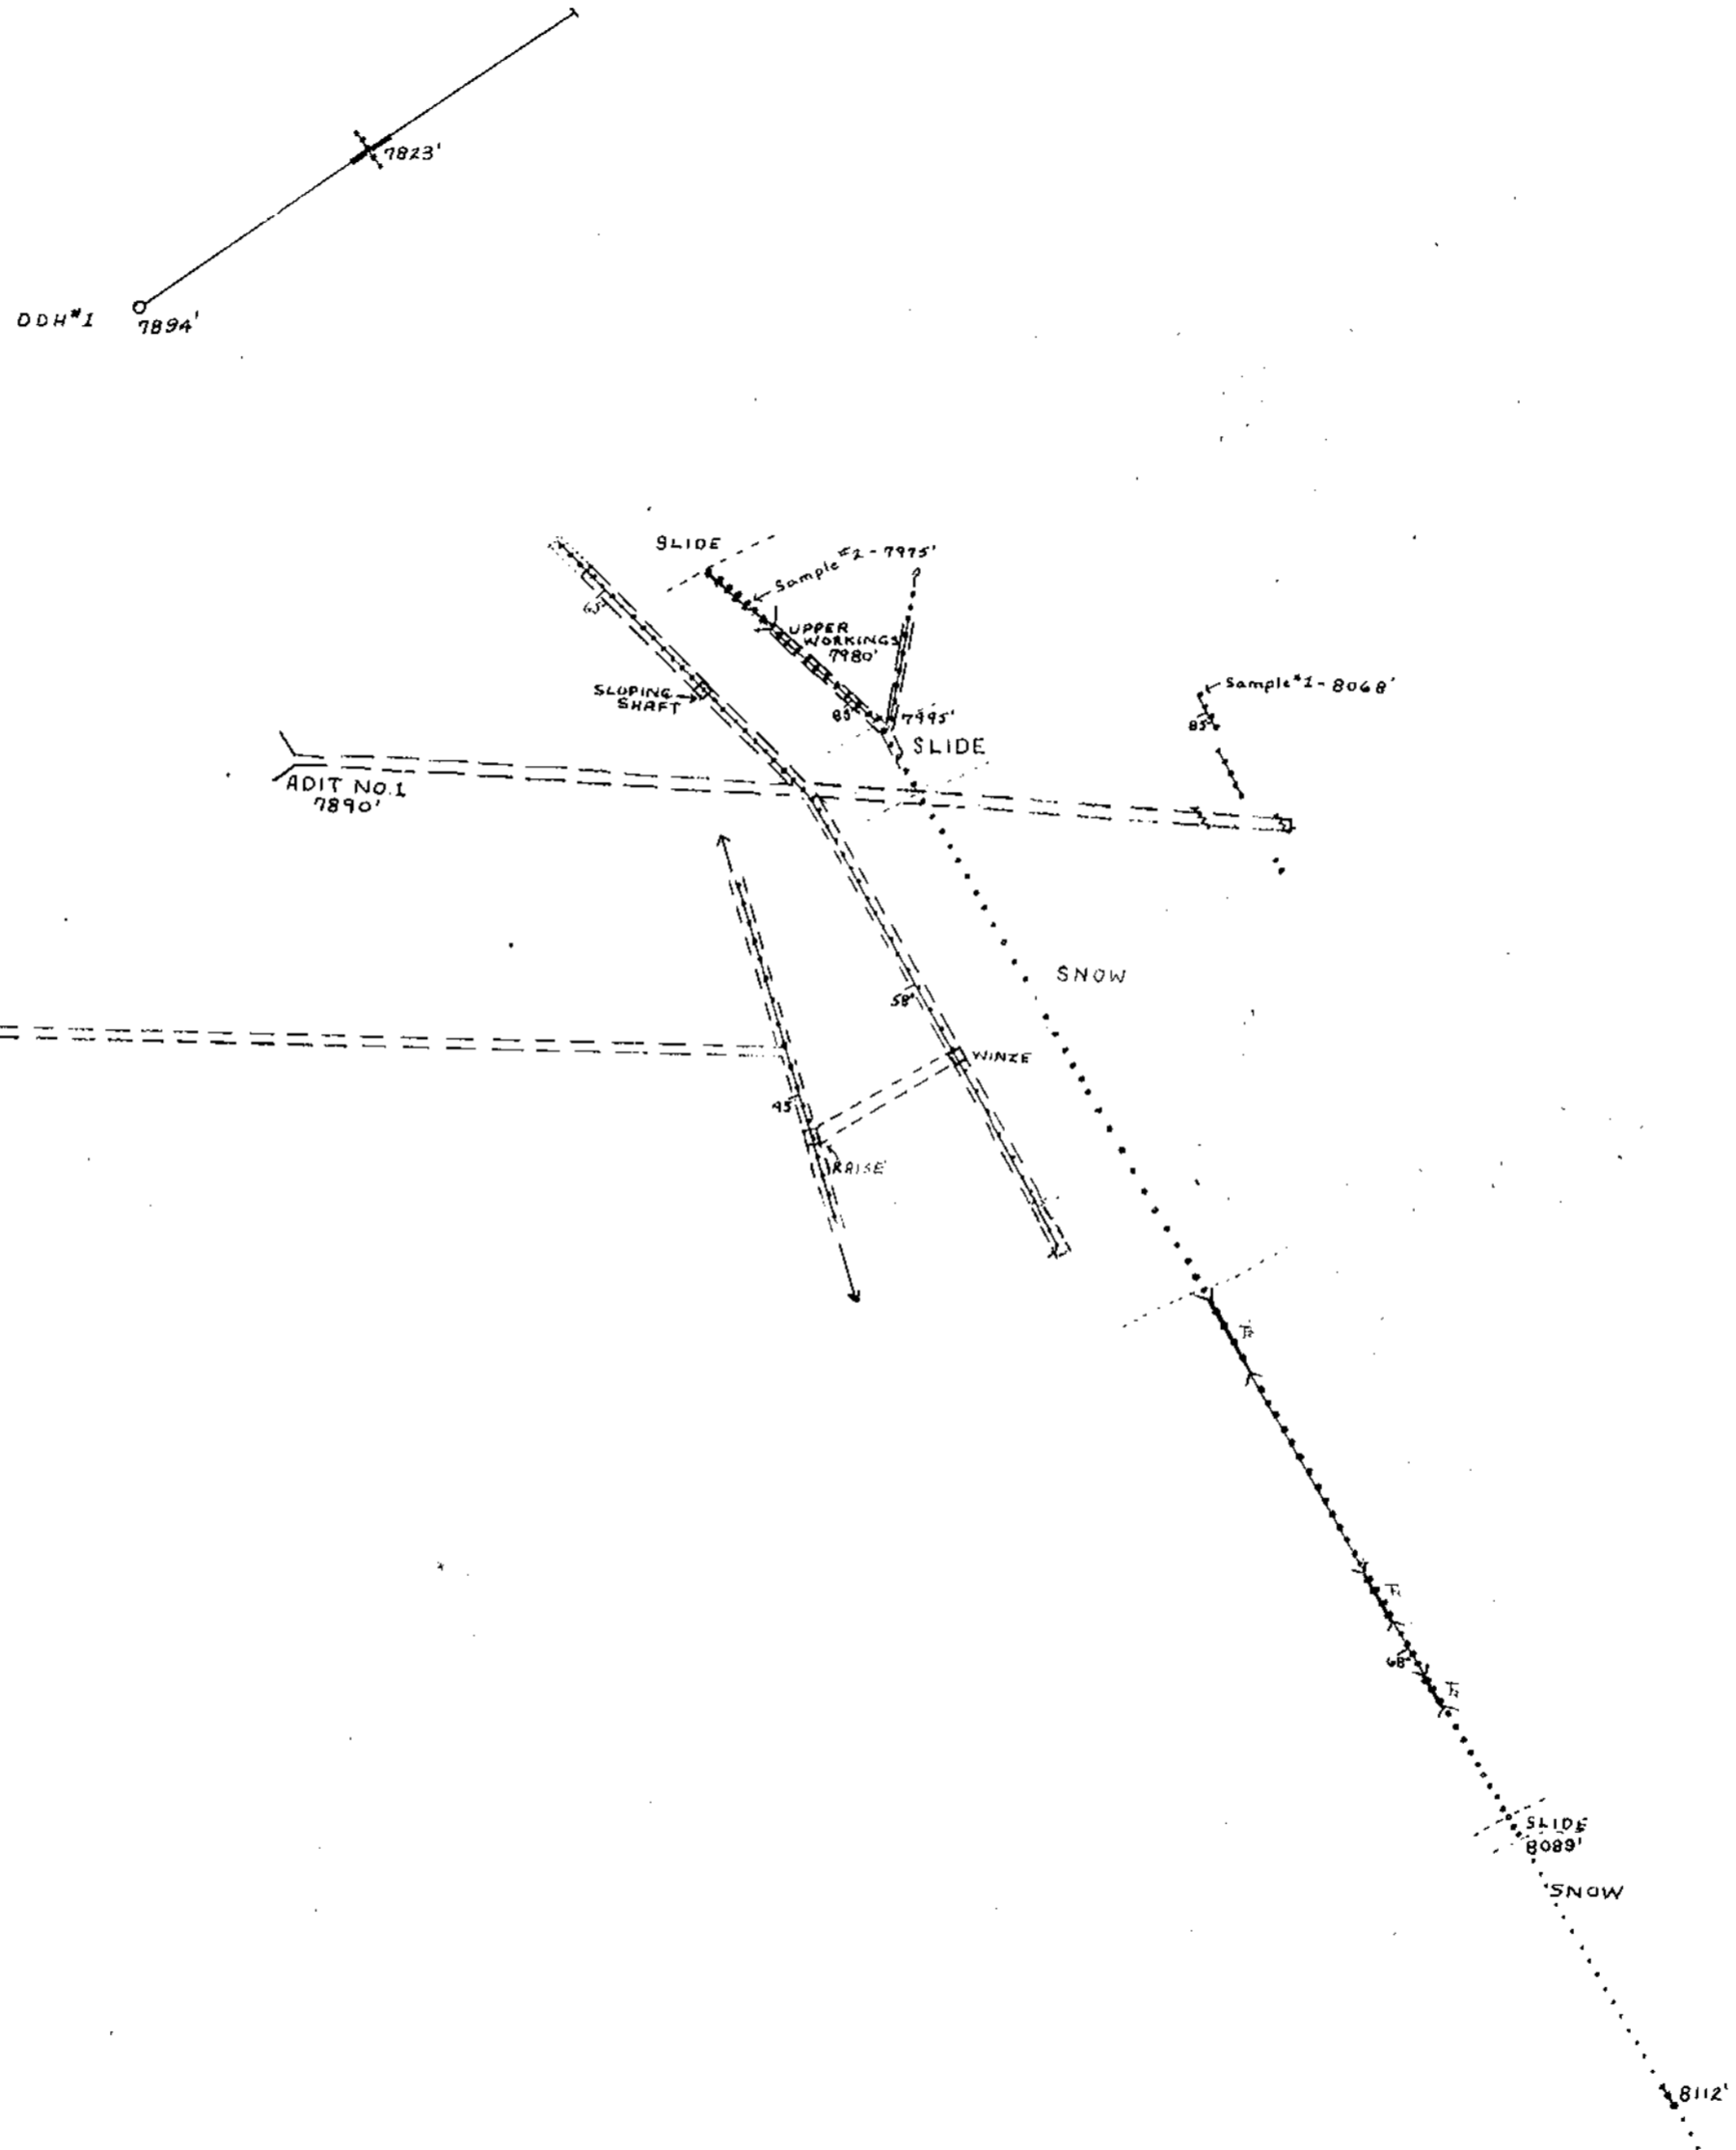 7823'
DDH#1
7894'
SLIDE
Sample #2-7975'
65°
UPPER
WORKINGS
7980'
SLOPING
SHAFT
Sample #1-8068'
85°
85°
7995'
SLIDE
ADIT NO.1
7890'
SNOW
58°
WINZE
45°
RAISE
68°
SLIDE
8089'
SNOW
8112'